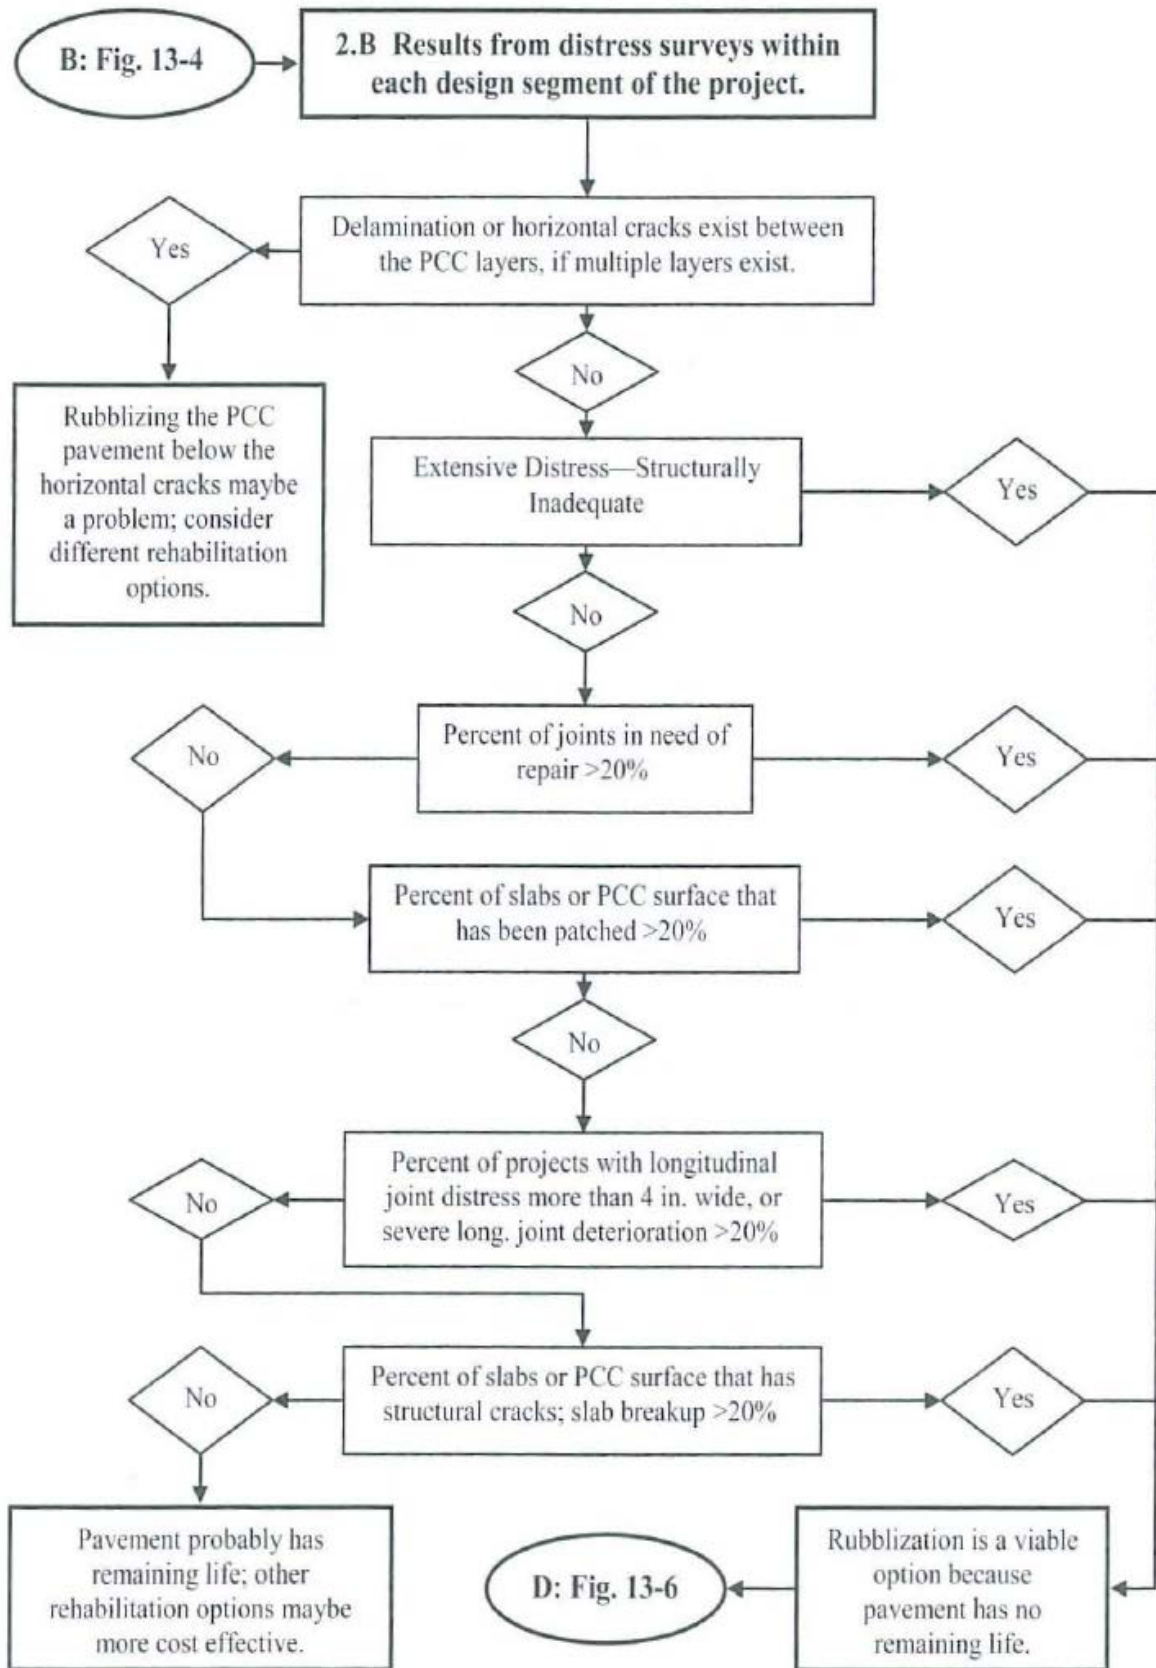 B: Fig. 13-4
2.B Results from distress surveys within
each design segment of the project.
Delamination or horizontal cracks exist between
the PCC layers, if multiple layers exist.
Yes
No
Rubblizing the PCC
pavement below the
horizontal cracks maybe
a problem; consider
different rehabilitation
options.
Extensive Distress—Structurally
Inadequate
Yes
No
Percent of joints in need of
repair >20%
No
Yes
Percent of slabs or PCC surface that
has been patched >20%
Yes
No
Percent of projects with longitudinal
joint distress more than 4 in. wide, or
severe long. joint deterioration >20%
No
Yes
Percent of slabs or PCC surface that has
structural cracks; slab breakup >20%
No
Yes
Pavement probably has
remaining life; other
rehabilitation options maybe
more cost effective.
D: Fig. 13-6
Rubblization is a viable
option because
pavement has no
remaining life.